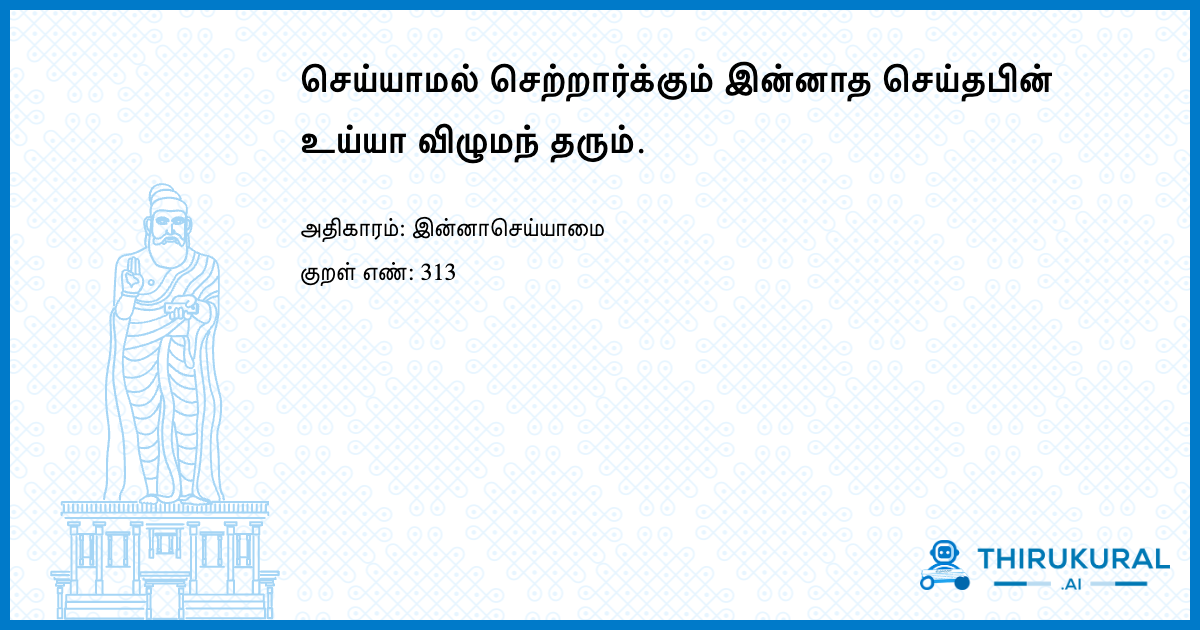 செய்யாமல் செற்றார்க்கும் இன்னாத செய்தபின்
உய்யா விழுமந் தரும்.
அதிகாரம்: இன்னாசெய்யாமை
குறள் எண்: 313
THIRUKURAL
.AI